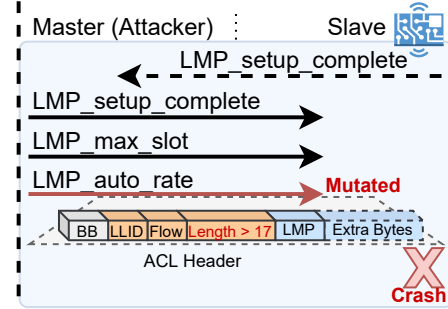 Master (Attacker)
Slave
LMP_setup_complete
LMP_setup_complete
LMP_max_slot
LMP_auto_rate
Mutated
BB LLID Flow Length > 17 LMP Extra Bytes
ACL Header
Crash